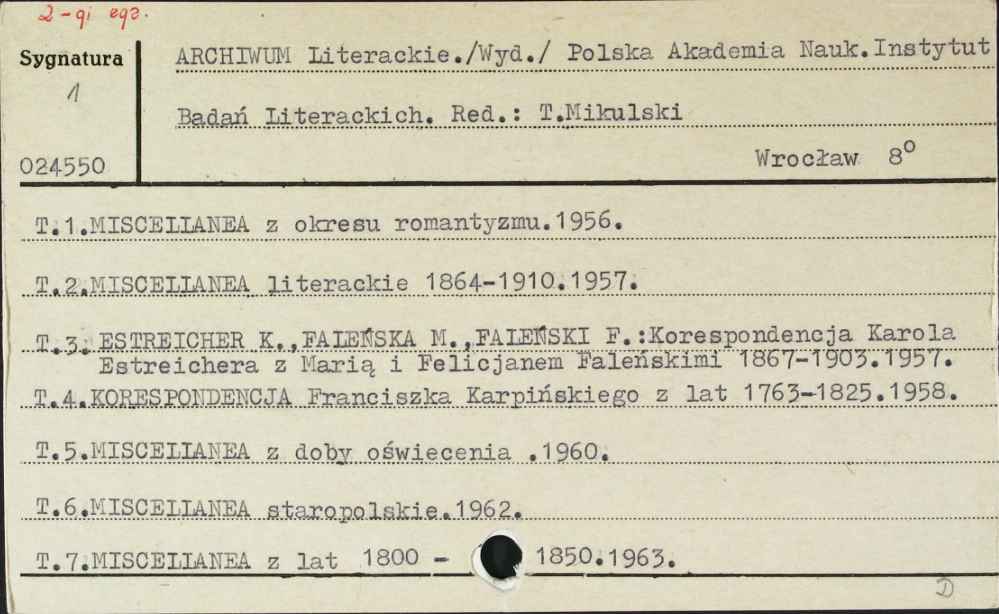 2-gi egz.
Sygnatura
1
024550
ARCHIWUM Literackie./Wyd./ Polska Akademia Nauk.Instytut
Badań Literackich. Red.: T.Mikulski
Wrocław 8⁰
T.1.MISCELLANEA z okresu romantyzmu.1956.
T.2.MISCELLANEA literackie 1864-1910.1957.
T.3. ESTREICHER K.,FALEŃSKA M.,FALEŃSKI F.:Korespondencja Karola
Estreichera z Marią i Felicjanem Faleńskimi 1867-1903.1957.
T.4.KORESPONDENCJA Franciszka Karpińskiego z lat 1763-1825.1958.
T.5.MISCELLANEA z doby oświecenia .1960.
T.6.MISCELLANEA staropolskie.1962.
T.7.MISCELLANEA z lat 1800 - 1850.1963.
D